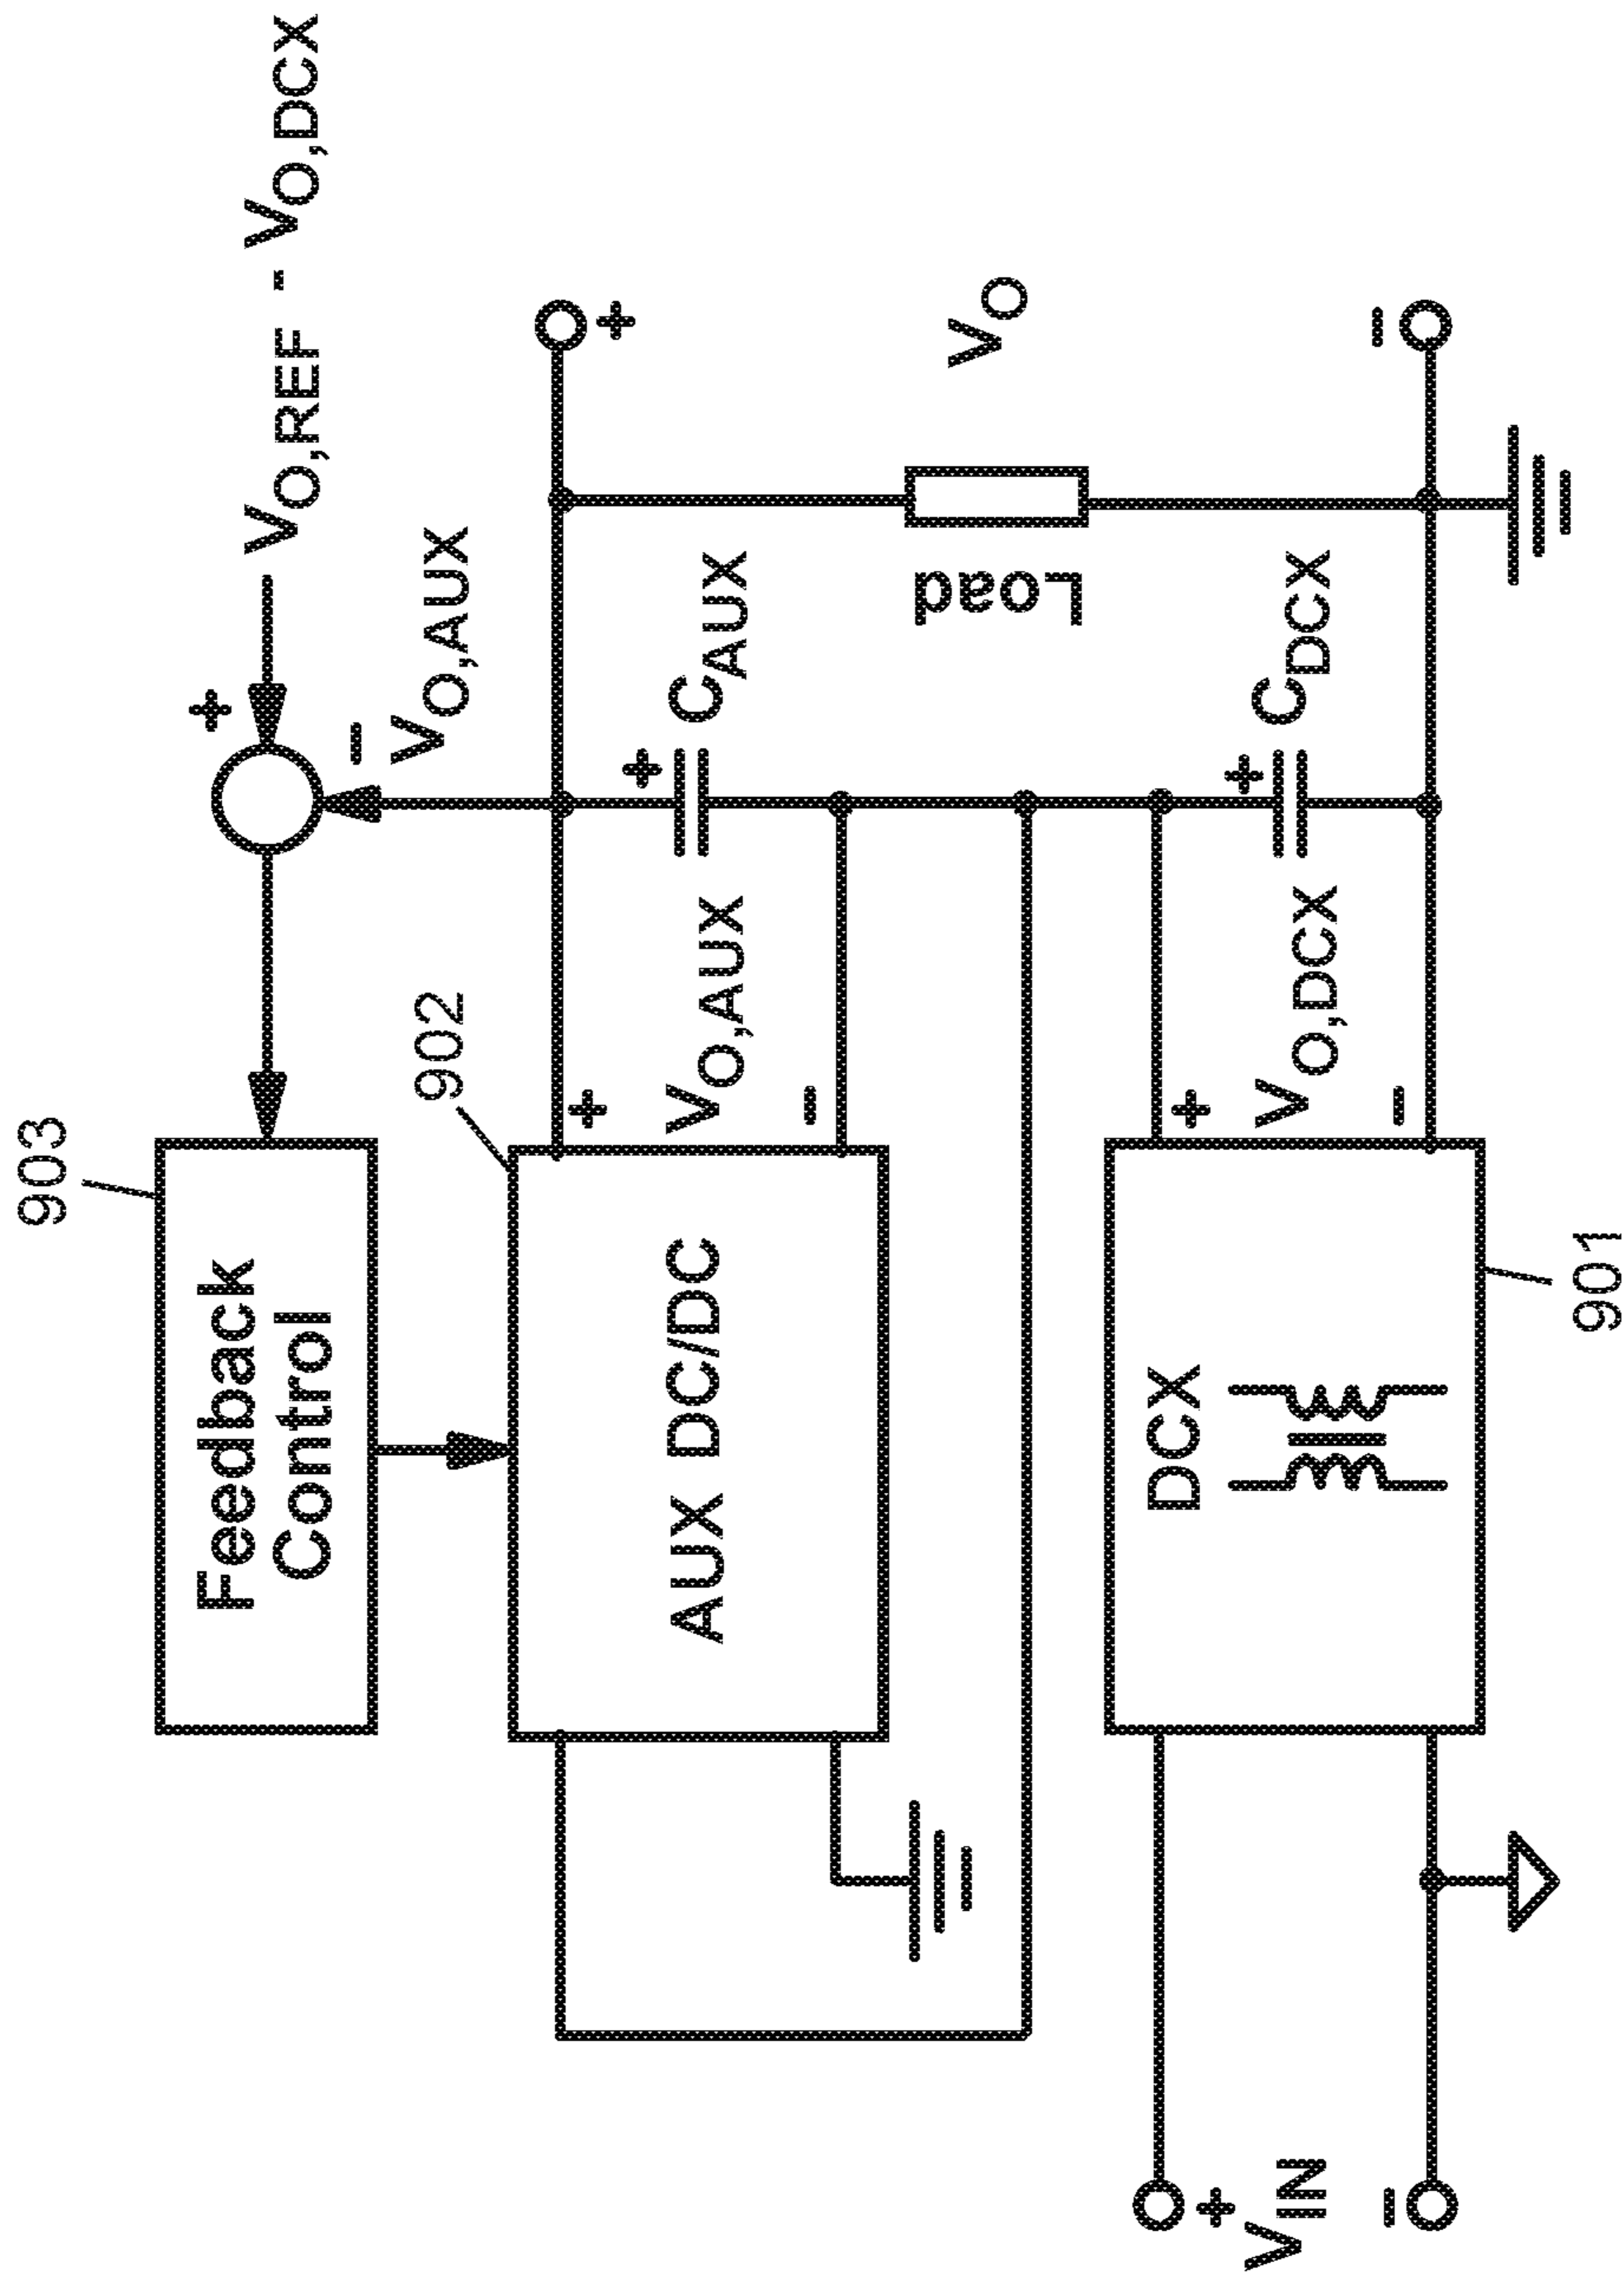 903
Feedback
Control
+
V_O,REF - V_O,DCX
-
V_O,AUX
902
AUX DC/DC
+
V_O,AUX
-
+
C_AUX
+
Load
V_O
-
DCX
+
V_O,DCX
-
+
C_DCX
+
V_IN
-
901